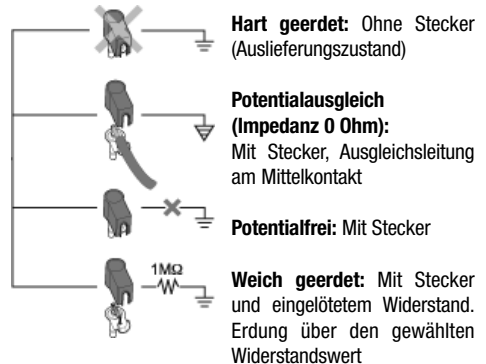 Hart geerdet: Ohne Stecker
(Auslieferungszustand)
Potentialausgleich
(Impedanz 0 Ohm):
Mit Stecker, Ausgleichsleitung
am Mittelkontakt
Potentialfrei: Mit Stecker
1MΩ
Weich geerdet: Mit Stecker
und eingelötetem Widerstand.
Erdung über den gewählten
Widerstandswert